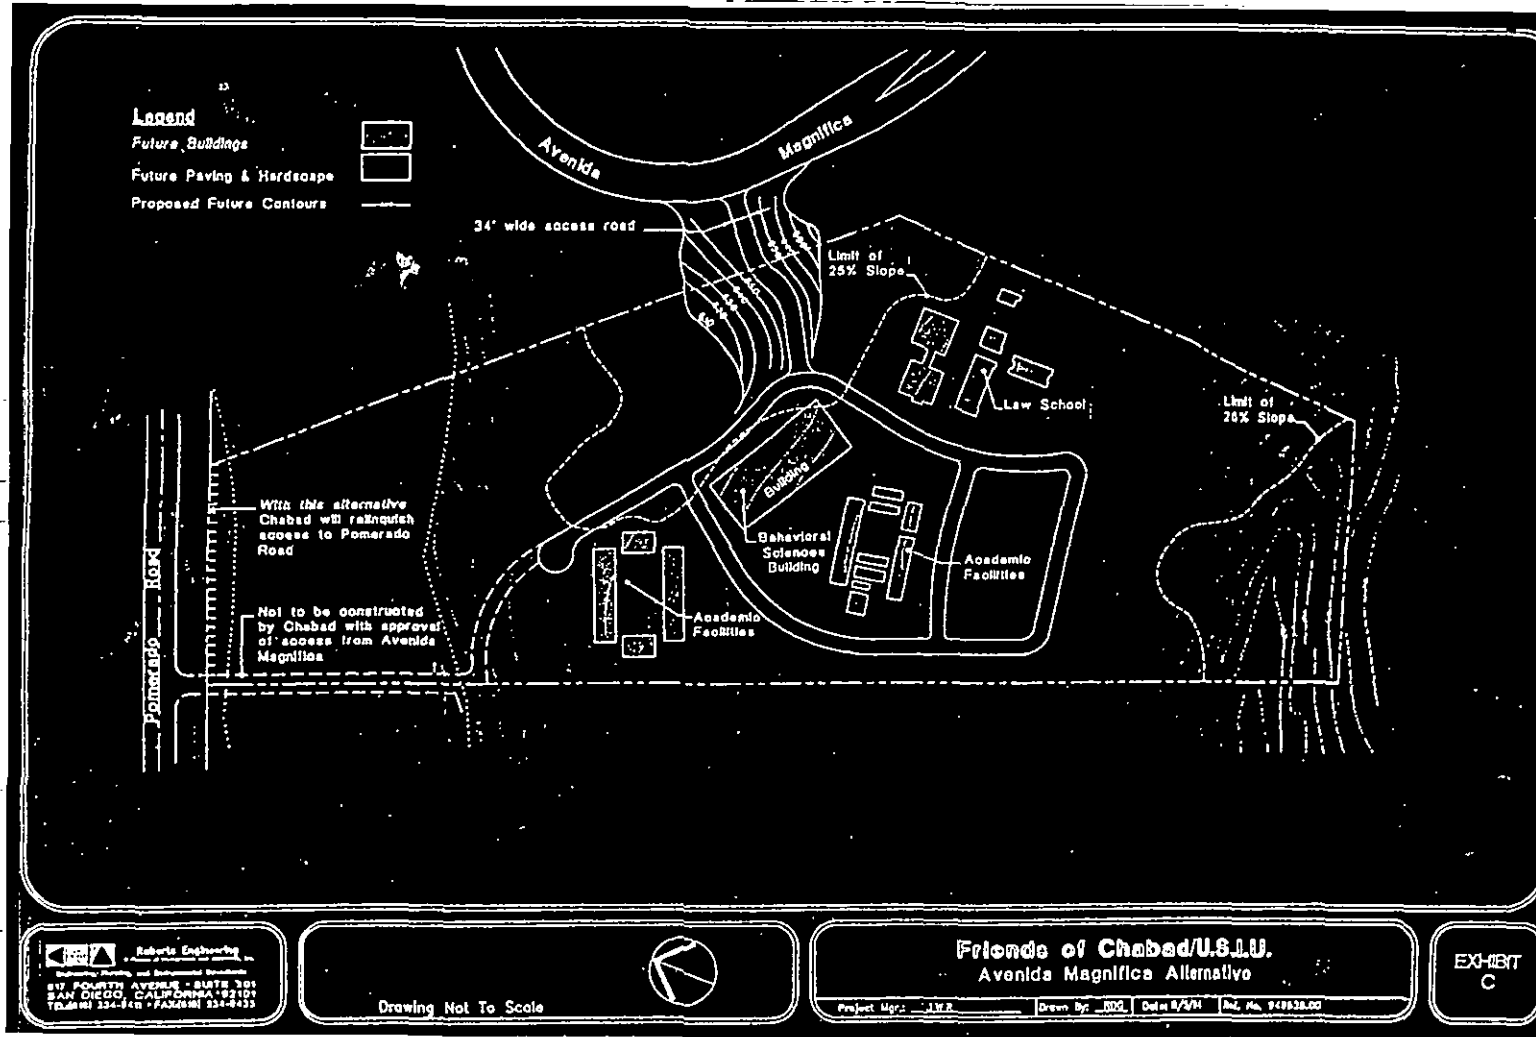 Legend
Future Buildings
Future Paving & Hardscape
Proposed Future Contours
Avenida
Magnifica
34' wide access road
Limit of
25% Slope
Law School
Limit of
25% Slope
With this alternative
Chabad will relinquish
access to Pomerado
Road
Not to be constructed
by Chabad with approval
of access from Avenida
Magnifica
Pomerado Road
Building
Behavioral
Sciences
Building
Academic
Facilities
Academic
Facilities
Roberts Engineering
617 FOURTH AVENUE · SUITE 301
SAN DIEGO, CALIFORNIA 92101
Drawing Not To Scale
Friends of Chabad/U.S.I.U.
Avenida Magnifica Alternative
Project Mgr.: J.W.R.
Drawn By:
Date:
Ref. No.
EXHIBIT
C